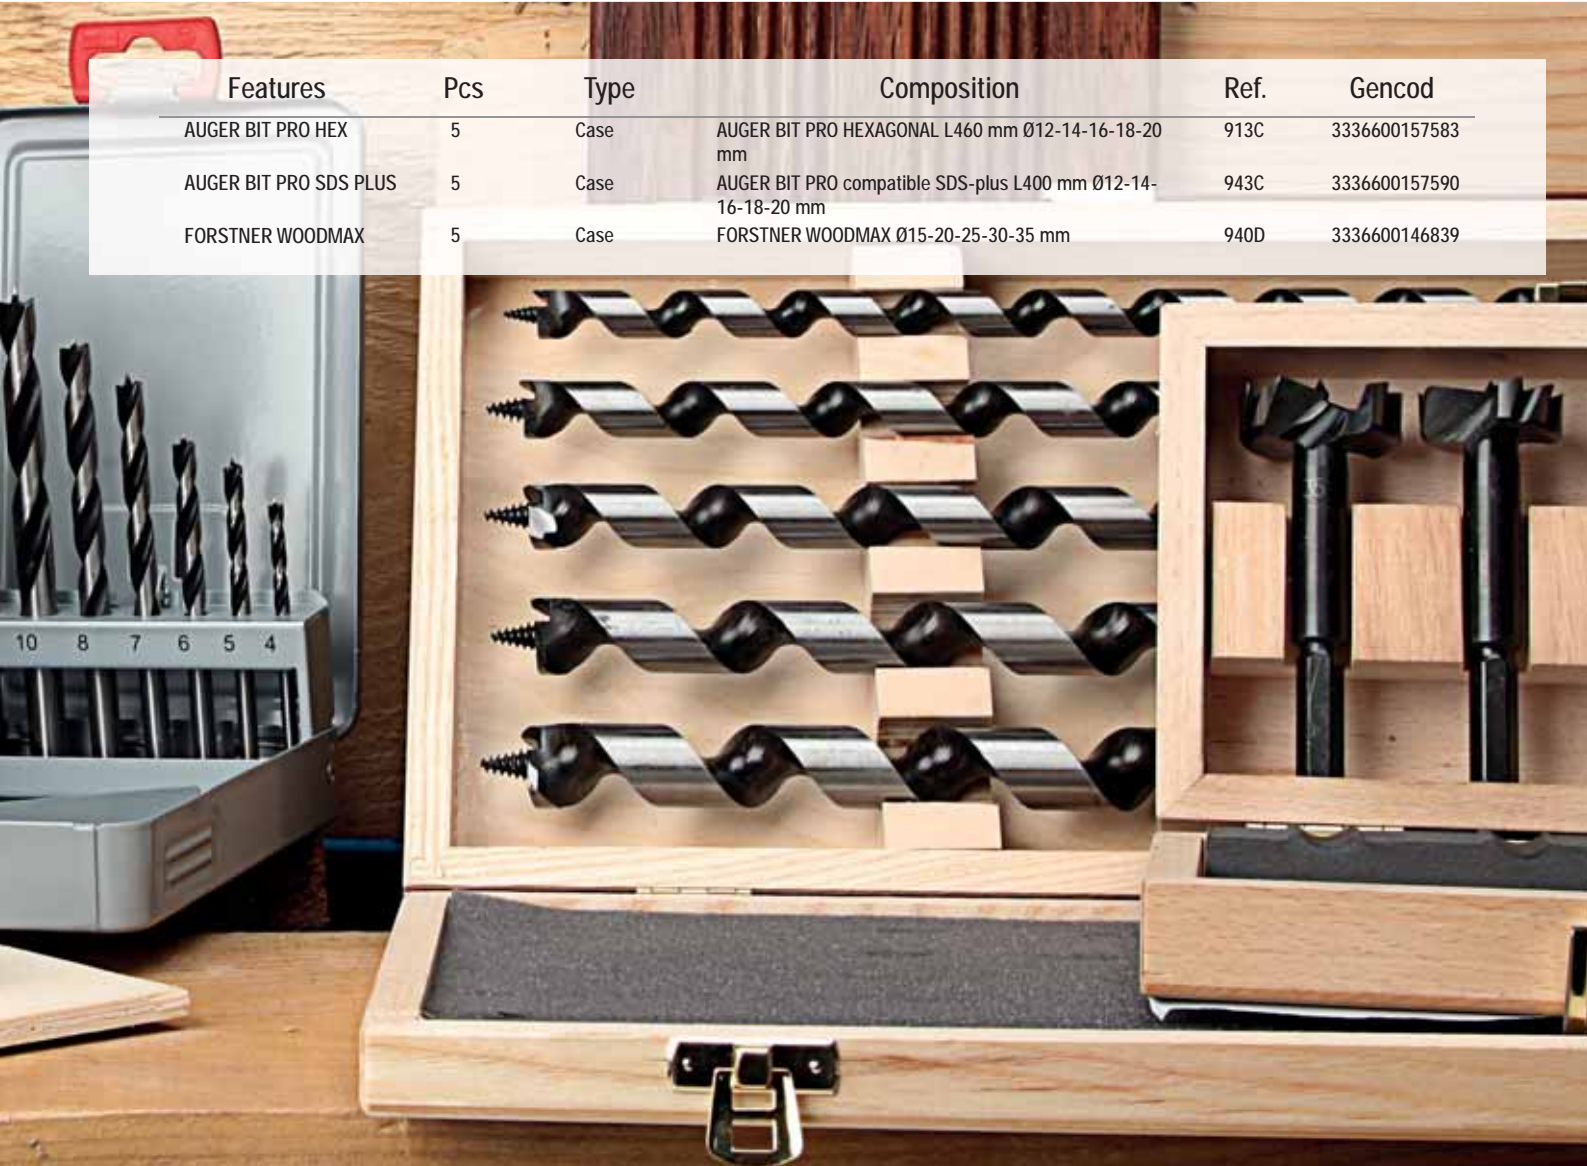 Features Pcs Type Composition Ref. Gencod
AUGER BIT PRO HEX 5 Case AUGER BIT PRO HEXAGONAL L460 mm Ø12-14-16-18-20 913C 3336600157583
mm
AUGER BIT PRO SDS PLUS 5 Case AUGER BIT PRO compatible SDS-plus L400 mm Ø12-14- 943C 3336600157590
16-18-20 mm
FORSTNER WOODMAX 5 Case FORSTNER WOODMAX Ø15-20-25-30-35 mm 940D 3336600146839
35
10 8 7 6 5 4